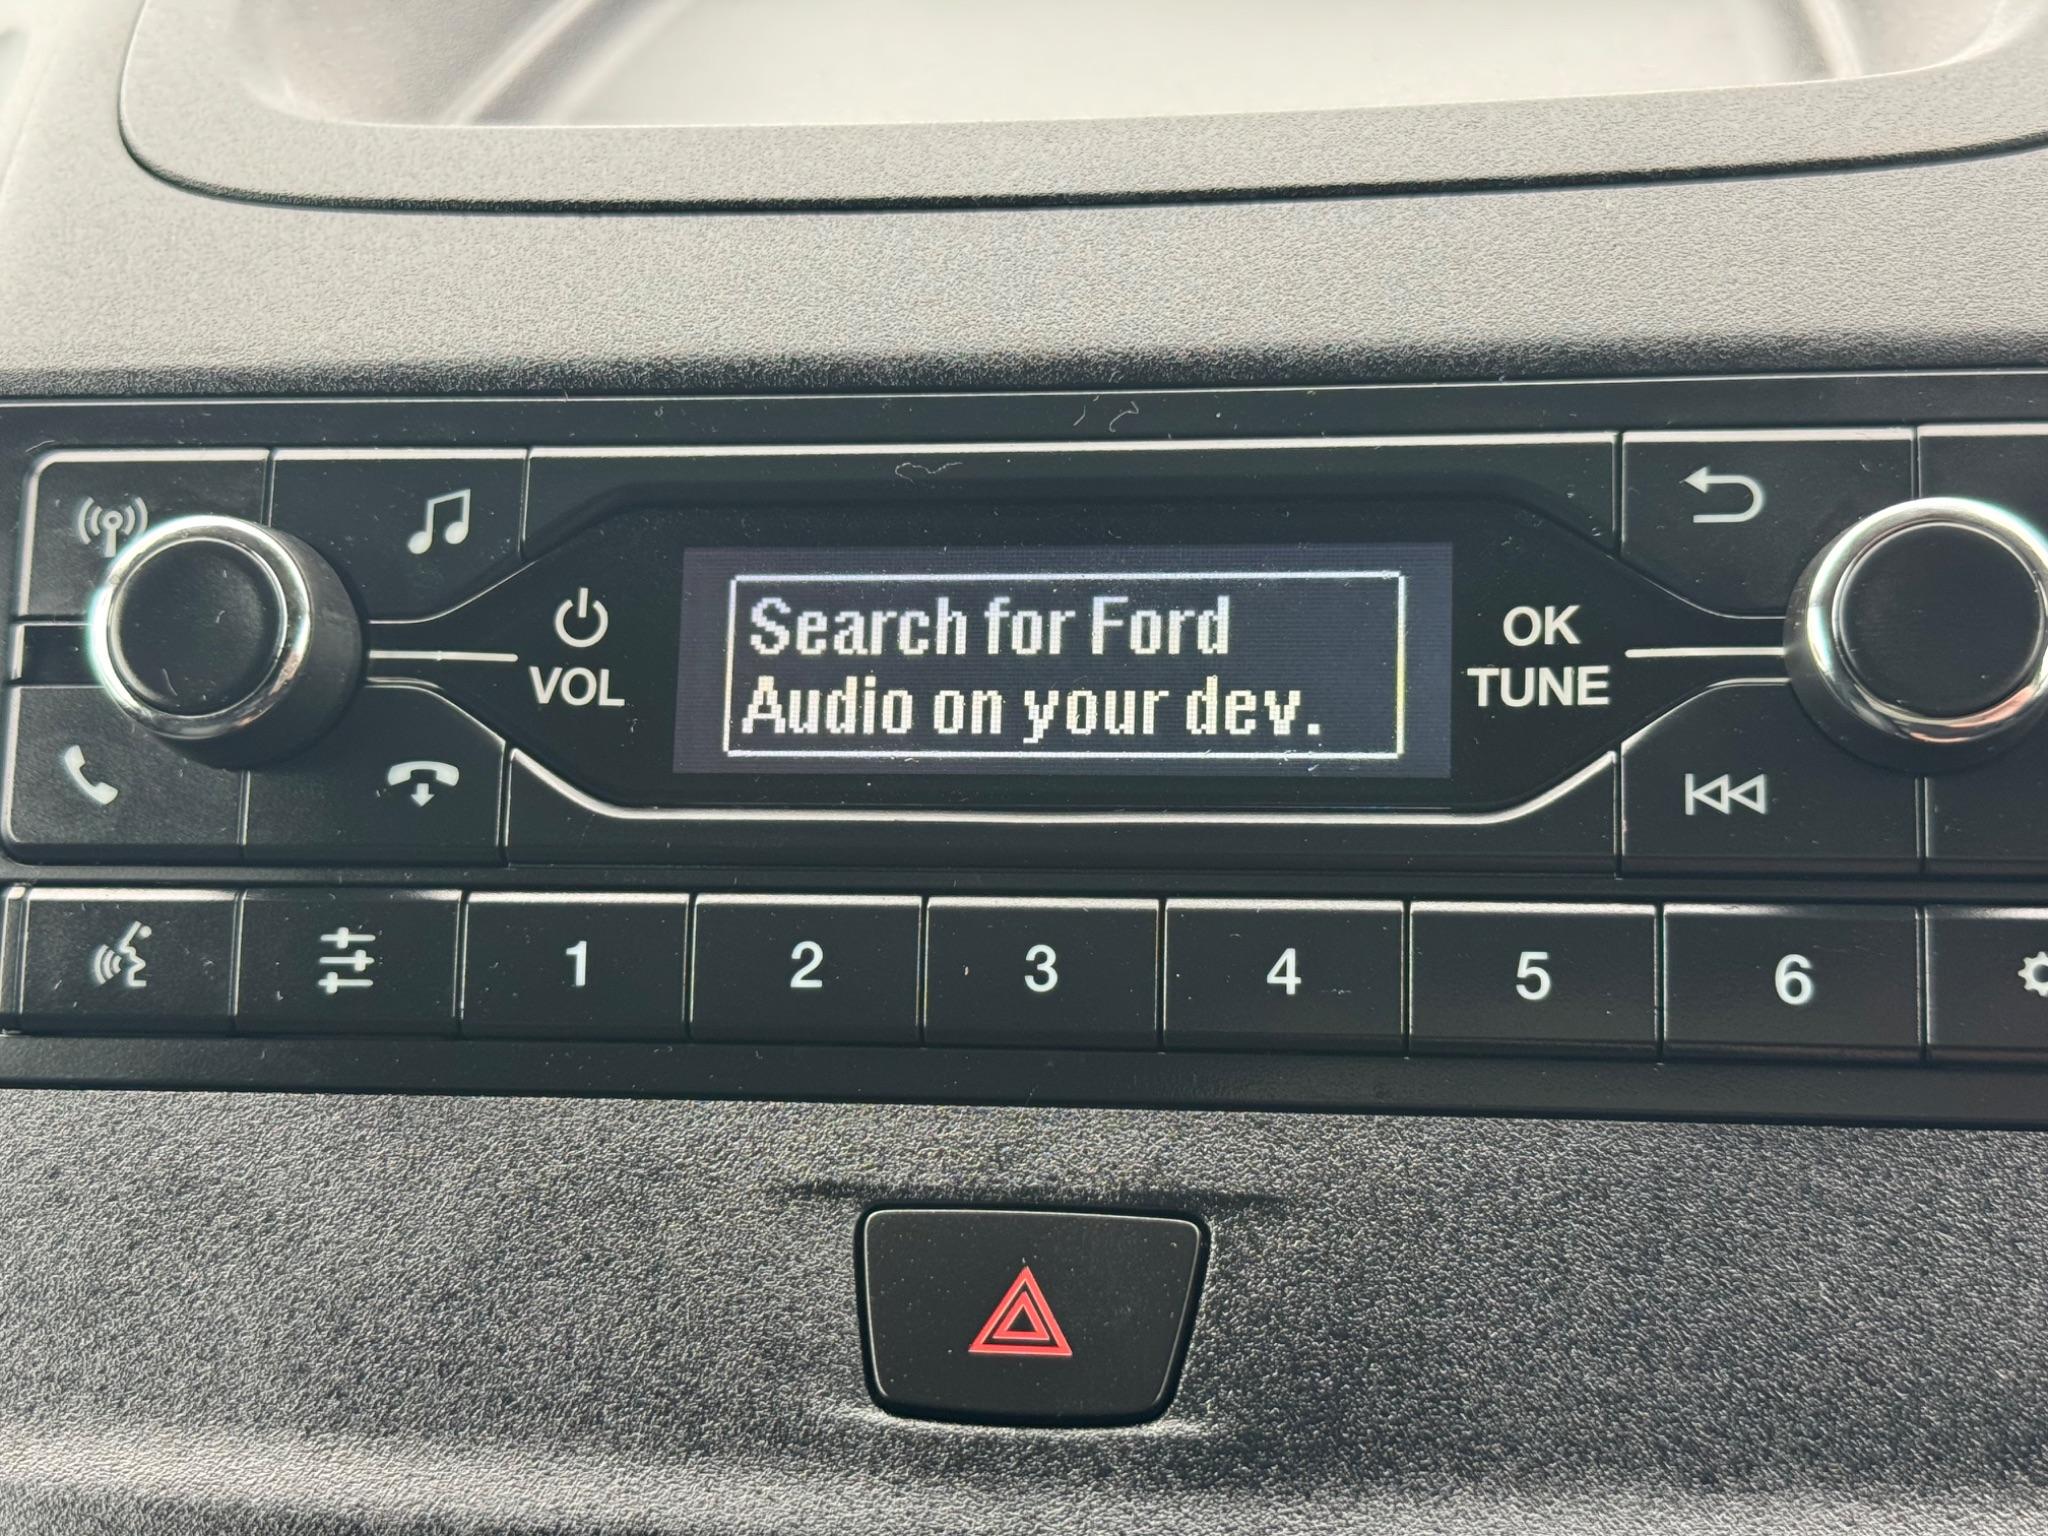 VOL
Search for Ford
Audio on your dev.
OK
TUNE
1 2 3 4 5 6